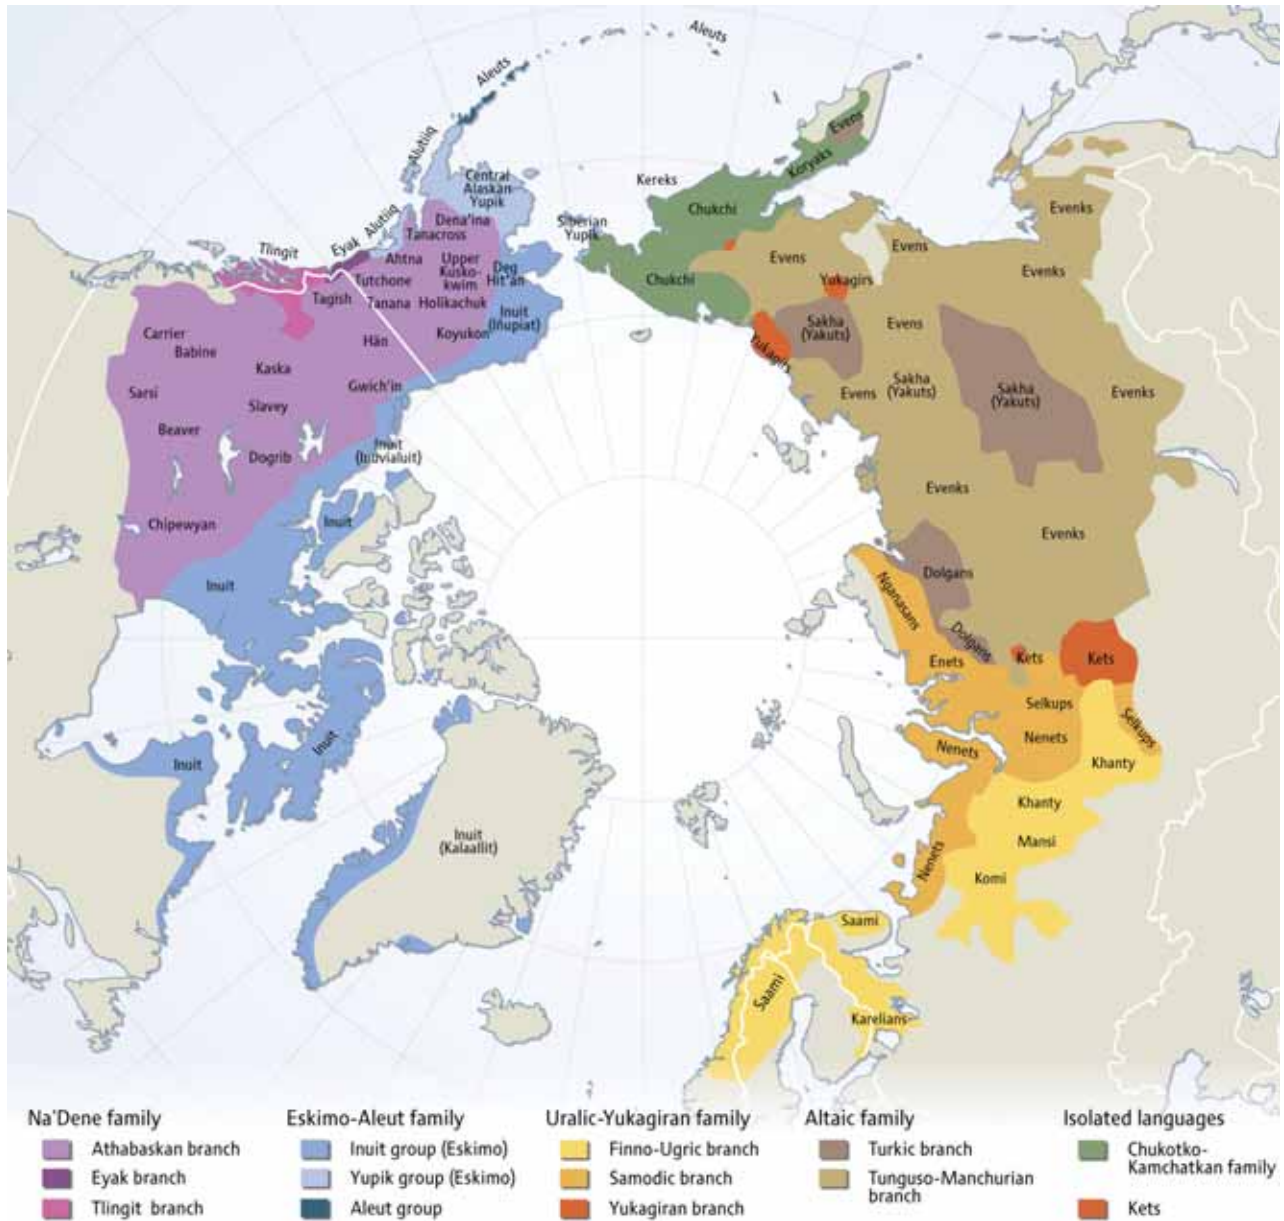 Aleuts
Aleuts
Alutiiq
Central
Alaskan
Yupik
Evens
Koryaks
Kereks
Chukchi
Evenks
Siberian
Yupik
Dena'ina
Tanacross
Alutiiq
Eyak
Tlingit
Ahtna
Upper
Kusko-
kwim
Deg
Hit'an
Evens
Evens
Evenks
Chukchi
Yukagirs
Tutchone
Tagish
Tanana
Holikachuk
Inuit
(Iñupiat)
Koyukon
Hän
Carrier
Babine
Kaska
Gwich'in
Sarsi
Slavey
Beaver
Dogrib
Inuit
(Inuvialuit)
Chipewyan
Sakha
(Yakuts)
Evens
Yukagirs
Evens
Sakha
(Yakuts)
Sakha
(Yakuts)
Evenks
Evenks
Evenks
Inuit
Inuit
Dolgans
Nganasans
Dolgans
Enets
Kets
Kets
Selkups
Selkups
Nenets
Nenets
Khanty
Inuit
Inuit
Khanty
Mansi
Inuit
(Kalaallit)
Nenets
Komi
Saami
Saami
Karelians
Na'Dene family
Athabaskan branch
Eyak branch
Tlingit branch
Eskimo-Aleut family
Inuit group (Eskimo)
Yupik group (Eskimo)
Aleut group
Uralic-Yukagiran family
Finno-Ugric branch
Samodic branch
Yukagiran branch
Altaic family
Turkic branch
Tunguso-Manchurian
branch
Isolated languages
Chukotko-
Kamchatkan family
Kets